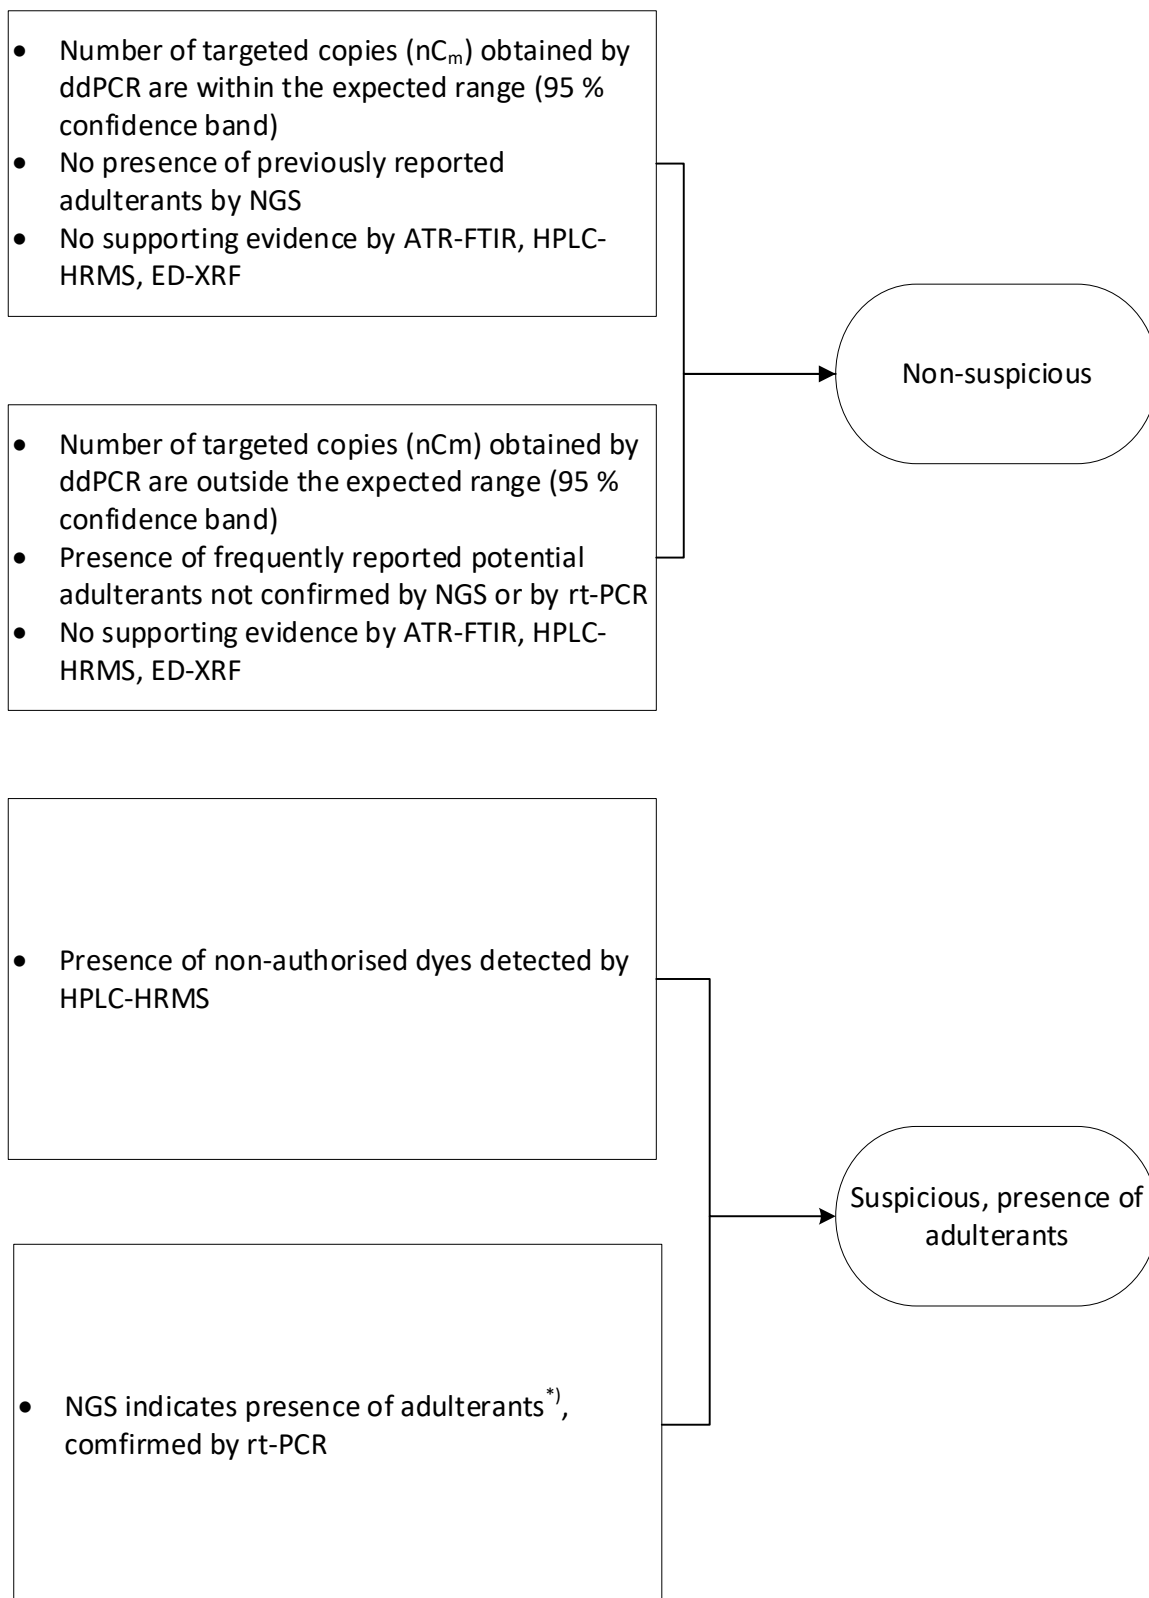 • Number of targeted copies (nCm) obtained by
ddPCR are within the expected range (95 %
confidence band)
• No presence of previously reported
adulterants by NGS
• No supporting evidence by ATR-FTIR, HPLC-
HRMS, ED-XRF
Non-suspicious
• Number of targeted copies (nCm) obtained by
ddPCR are outside the expected range (95 %
confidence band)
• Presence of frequently reported potential
adulterants not confirmed by NGS or by rt-PCR
• No supporting evidence by ATR-FTIR, HPLC-
HRMS, ED-XRF
• Presence of non-authorised dyes detected by
HPLC-HRMS
Suspicious, presence of
adulterants
• NGS indicates presence of adulterants*),
comfirmed by rt-PCR